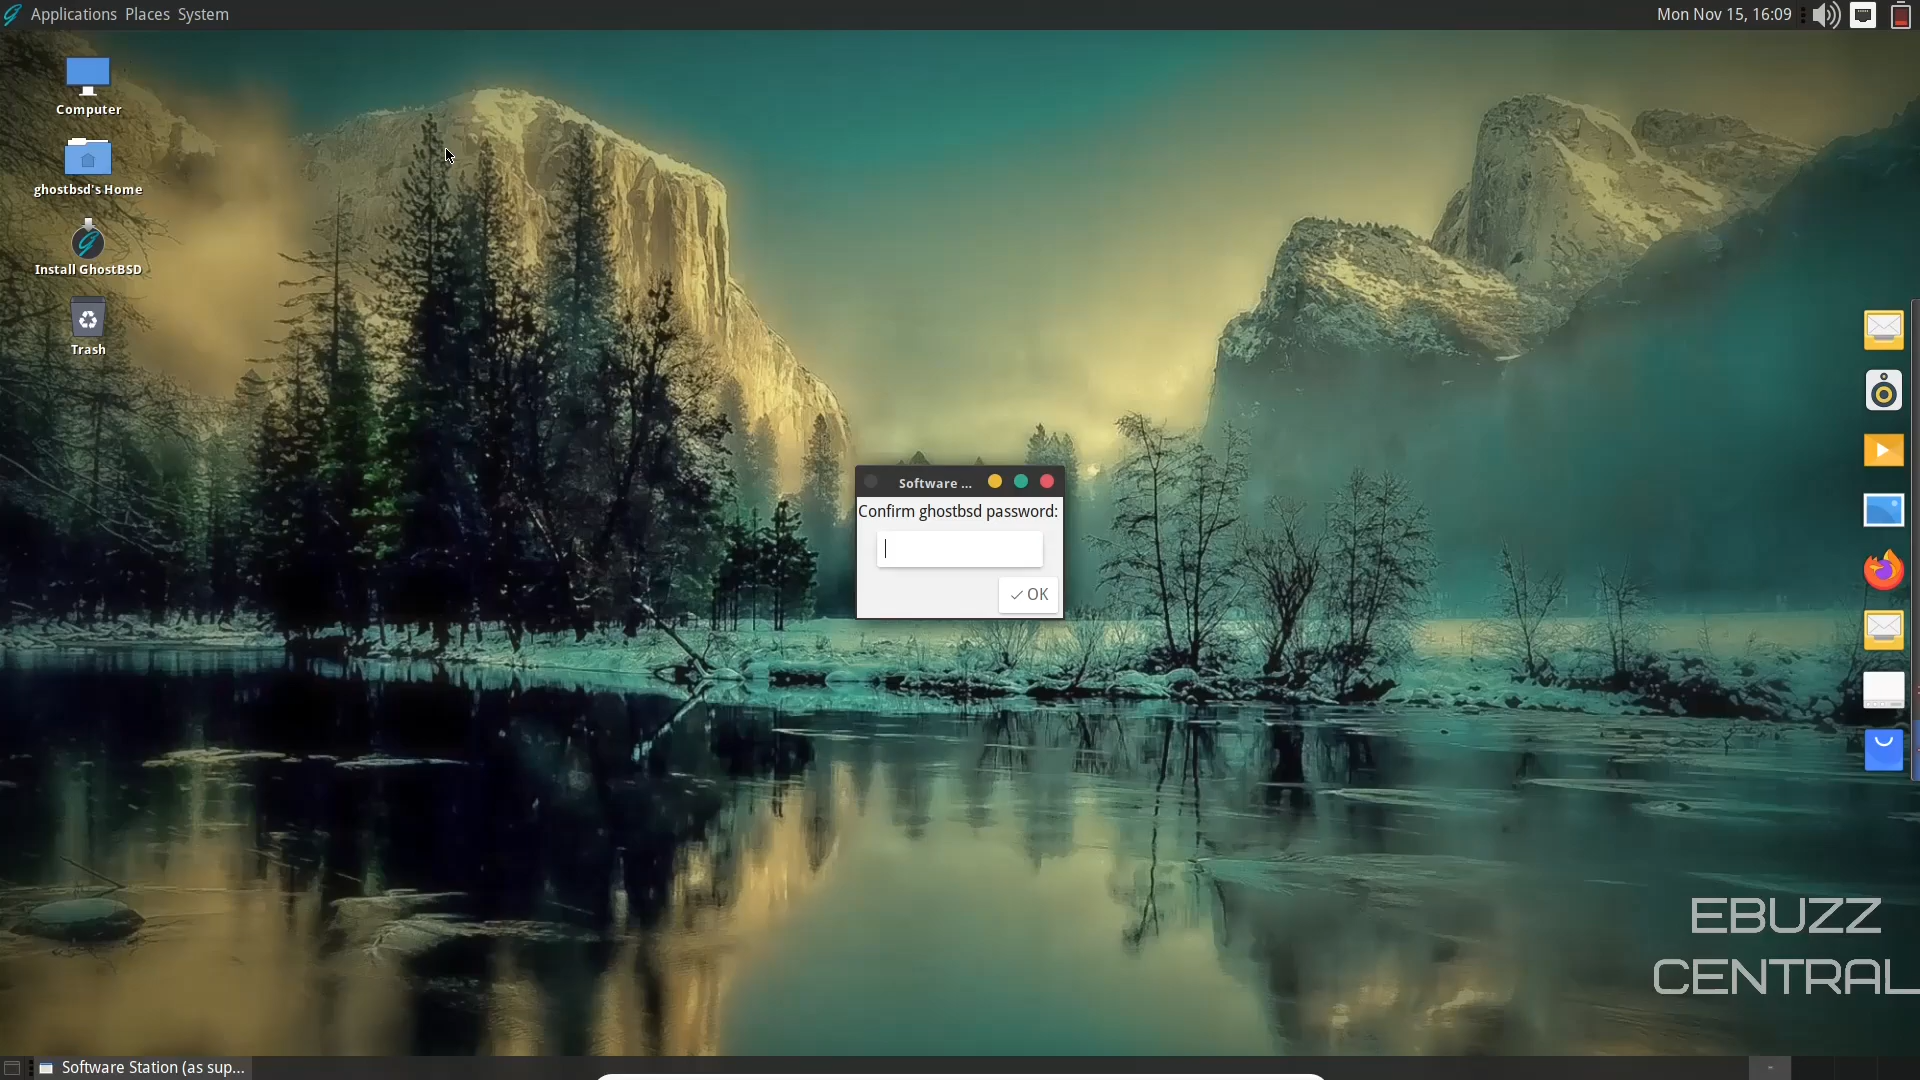 Applications Places System
Mon Nov 15, 16:09
Computer
ghostbsd's Home
Install GhostBSD
Trash
Software ...
Confirm ghostbsd password:
OK
EBUZZ
CENTRAL
Software Station (as sup...